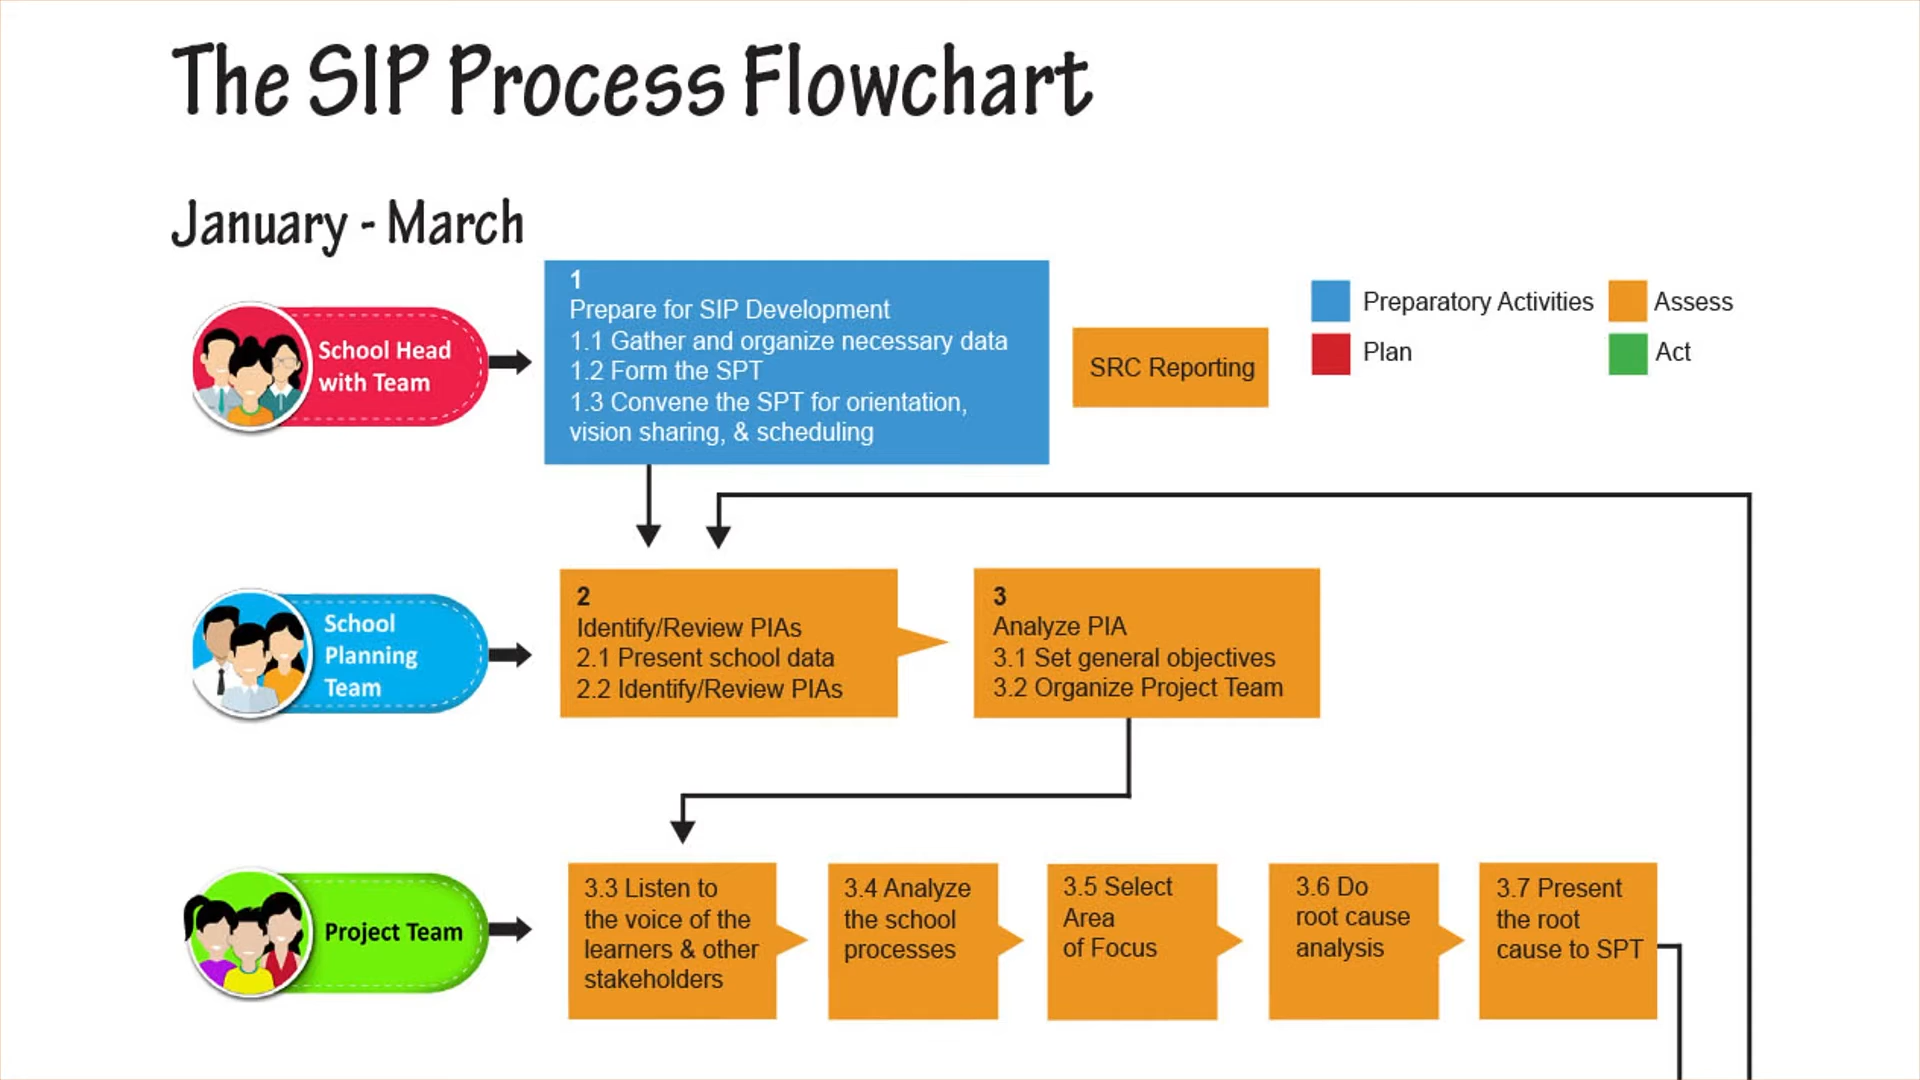 The SIP Process Flowchart
January - March
School Head
with Team
1
Prepare for SIP Development
1.1 Gather and organize necessary data
1.2 Form the SPT
1.3 Convene the SPT for orientation,
vision sharing, & scheduling
SRC Reporting
Preparatory Activities
Assess
Plan
Act
School
Planning
Team
2
Identify/Review PIAs
2.1 Present school data
2.2 Identify/Review PIAs
3
Analyze PIA
3.1 Set general objectives
3.2 Organize Project Team
Project Team
3.3 Listen to
the voice of the
learners & other
stakeholders
3.4 Analyze
the school
processes
3.5 Select
Area
of Focus
3.6 Do
root cause
analysis
3.7 Present
the root
cause to SPT